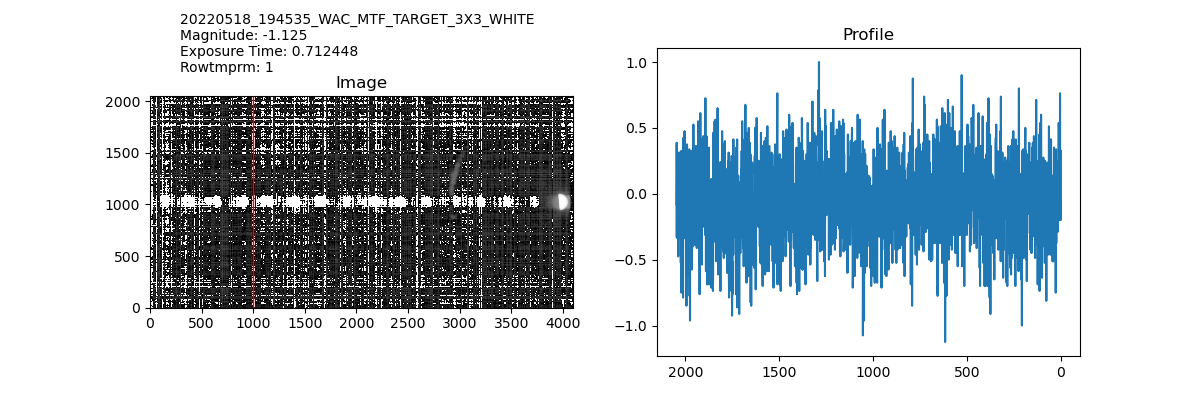 20220518_194535_WAC_MTF_TARGET_3X3_WHITE
Magnitude: -1.125
Exposure Time: 0.712448
Rowtmprm: 1
Image
2000
1500
1000
500
0
0 500 1000 1500 2000 2500 3000 3500 4000
Profile
1.0
0.5
0.0
−0.5
−1.0
2000 1500 1000 500 0